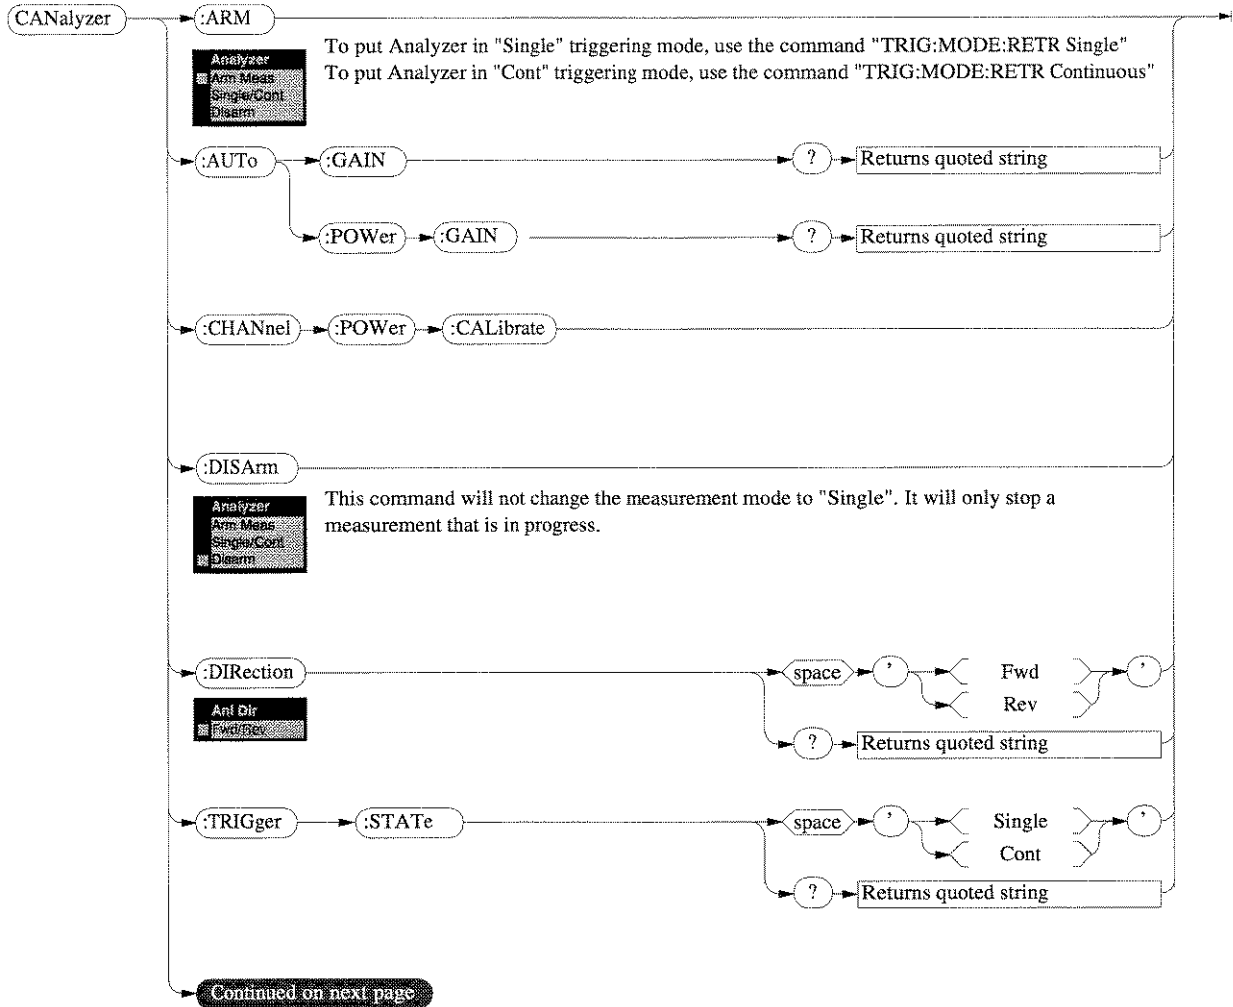 CANalyzer :ARM
To put Analyzer in "Single" triggering mode, use the command "TRIG:MODE:RETR Single"
To put Analyzer in "Cont" triggering mode, use the command "TRIG:MODE:RETR Continuous"
Analyzer
Arm Meas
Single/Cont
Disarm
:AUTo :GAIN ? Returns quoted string
:POWer :GAIN ? Returns quoted string
:CHANnel :POWer :CALibrate
:DISArm
This command will not change the measurement mode to "Single". It will only stop a
measurement that is in progress.
Analyzer
Arm Meas
Single/Cont
Disarm
:DIRection space ' Fwd '
Rev
Anl Dir
Fwd/Rev
? Returns quoted string
:TRIGger :STATe space ' Single '
Cont
? Returns quoted string
Continued on next page